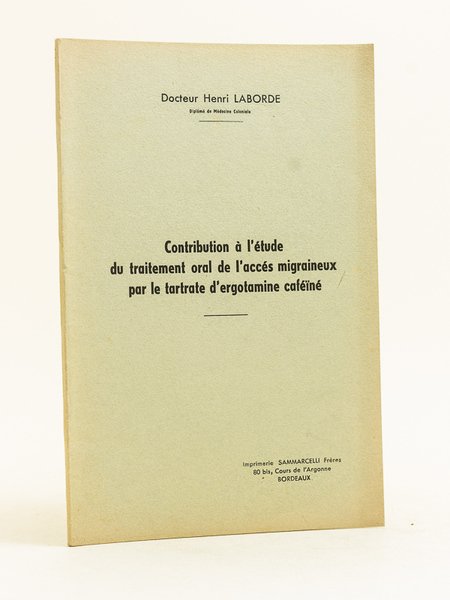 Docteur Henri LABORDE
Diplômé de Médecine Coloniale
Contribution à l'étude
du traitement oral de l'accés migraineux
par le tartrate d'ergotamine caféïné
Imprimerie SAMMARCELLI Frères
80 bis, Cours de l'Argonne
BORDEAUX